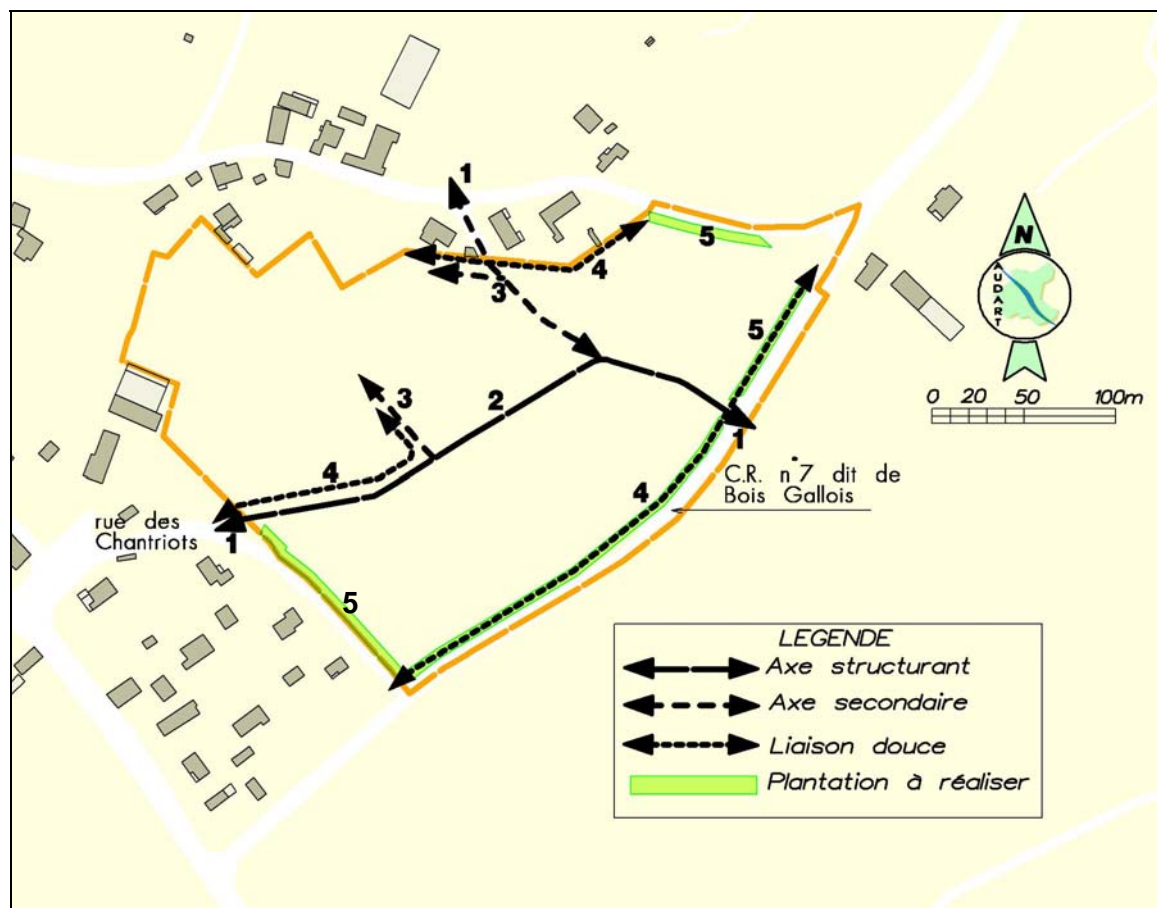 1
5
4
3
N
AUDART
5
0 20 50 100m
3
2
1
4
4
C.R. n°7 dit de
Bois Gallois
rue des
Chantriots
1
5
LEGENDE
Axe structurant
Axe secondaire
Liaison douce
Plantation à réaliser